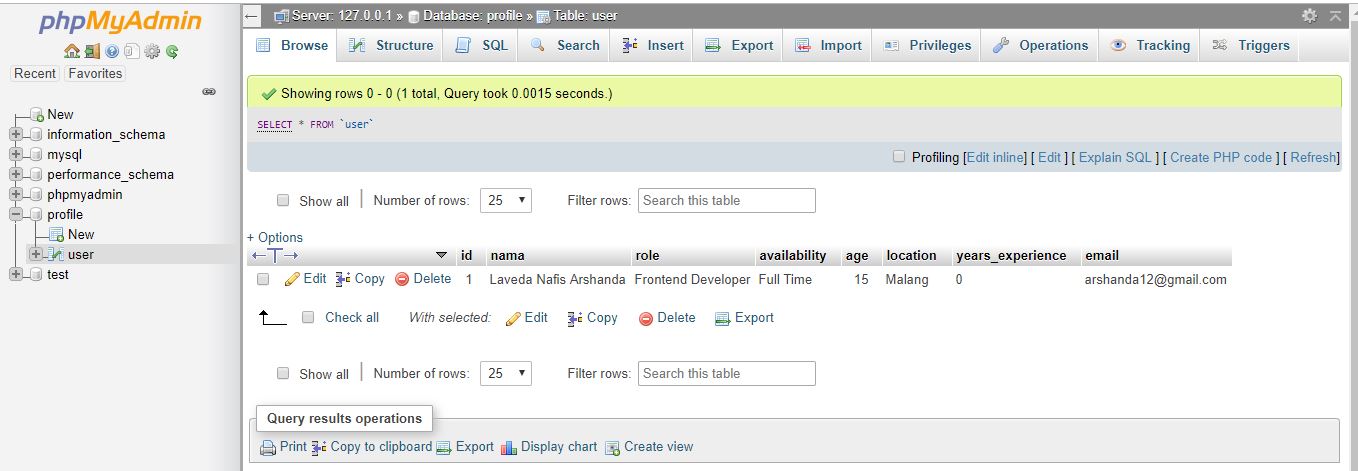 phpMyAdmin
Recent Favorites
New
information_schema
mysql
performance_schema
phpmyadmin
profile
New
user
test
Server: 127.0.0.1 » Database: profile » Table: user
Browse Structure SQL Search Insert Export Import Privileges Operations Tracking Triggers
Showing rows 0 - 0 (1 total, Query took 0.0015 seconds.)
SELECT * FROM `user`
Profiling [Edit inline] [ Edit ] [ Explain SQL ] [ Create PHP code ] [ Refresh]
Show all | Number of rows: 25 Filter rows: Search this table
+ Options
←T→ id nama role availability age location years_experience email
Edit Copy Delete 1 Laveda Nafis Arshanda Frontend Developer Full Time 15 Malang 0 arshanda12@gmail.com
Check all With selected: Edit Copy Delete Export
Show all | Number of rows: 25 Filter rows: Search this table
Query results operations
Print Copy to clipboard Export Display chart Create view